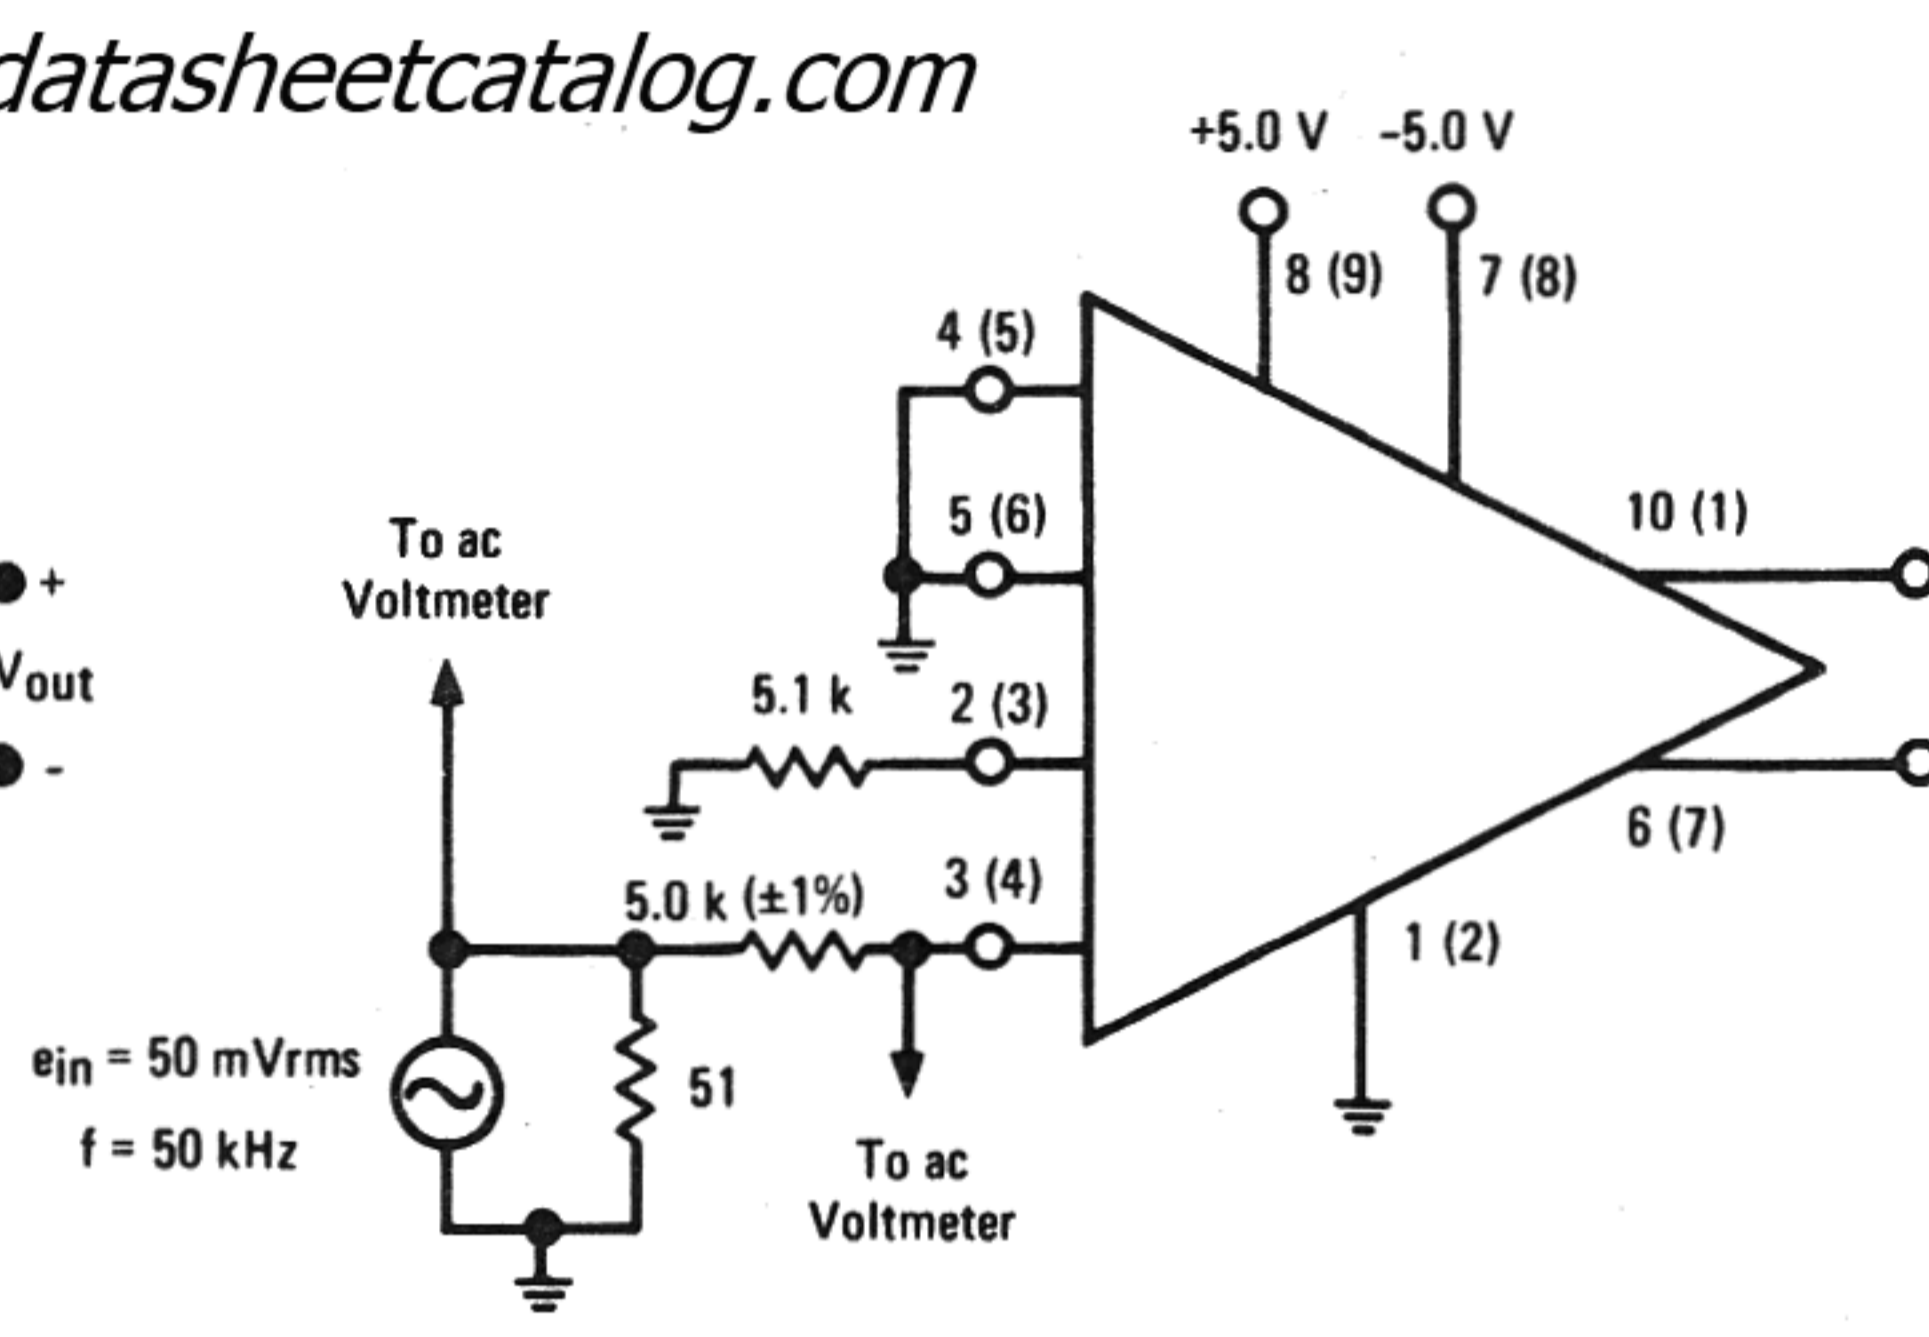 datasheetcatalog.com
+5.0 V -5.0 V
8 (9)
7 (8)
4 (5)
5 (6)
10 (1)
To ac
Voltmeter
+
Vout
-
5.1 k
2 (3)
6 (7)
5.0 k (±1%)
3 (4)
1 (2)
ein = 50 mVrms
f = 50 kHz
51
To ac
Voltmeter